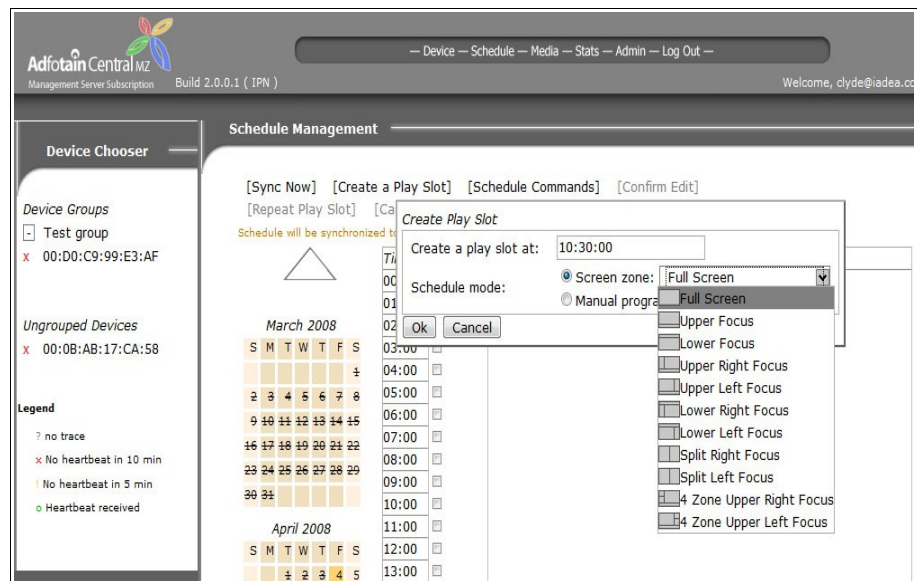 — Device — Schedule — Media — Stats — Admin — Log Out —
Adfotain Central MZ
Management Server Subscription
Build 2.0.0.1 ( IPN )
Welcome, clyde@iadea.co
Device Chooser
Device Groups
- Test group
x 00:D0:C9:99:E3:AF
Ungrouped Devices
x 00:0B:AB:17:CA:58
Legend
? no trace
x No heartbeat in 10 min
! No heartbeat in 5 min
o Heartbeat received
Schedule Management
[Sync Now] [Create a Play Slot] [Schedule Commands] [Confirm Edit]
[Repeat Play Slot] [Ca
Schedule will be synchronized to
March 2008
S M T W T F S
1
2 3 4 5 6 7 8
9 10 11 12 13 14 15
16 17 18 19 20 21 22
23 24 25 26 27 28 29
30 31
April 2008
S M T W T F S
1 2 3 4 5
Ti
00
01
02
03:00
04:00
05:00
06:00
07:00
08:00
09:00
10:00
11:00
12:00
13:00
Create Play Slot
Create a play slot at: 10:30:00
Schedule mode:
Screen zone: Full Screen
Manual progra
Ok Cancel
Full Screen
Upper Focus
Lower Focus
Upper Right Focus
Upper Left Focus
Lower Right Focus
Lower Left Focus
Split Right Focus
Split Left Focus
4 Zone Upper Right Focus
4 Zone Upper Left Focus